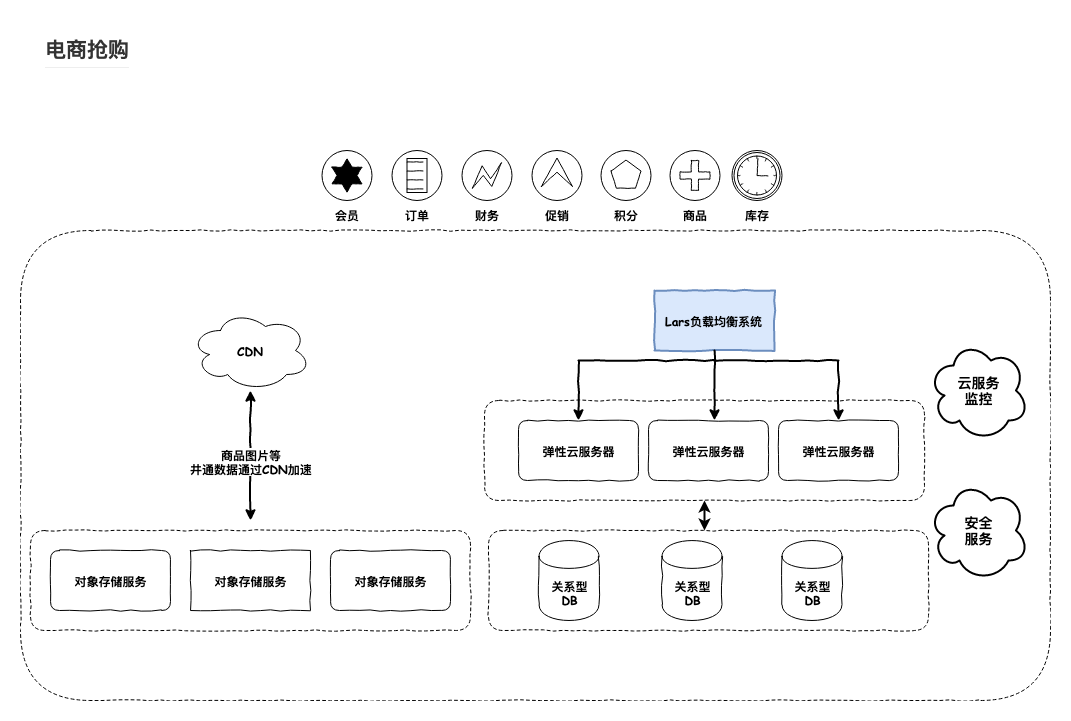 电商抢购
会员 订单 财务 促销 积分 商品 库存
Lars负载均衡系统
CDN
云服务
监控
弹性云服务器 弹性云服务器 弹性云服务器
商品图片等
井通数据通过CDN加速
安全
服务
对象存储服务 对象存储服务 对象存储服务
关系型 关系型 关系型
DB DB DB